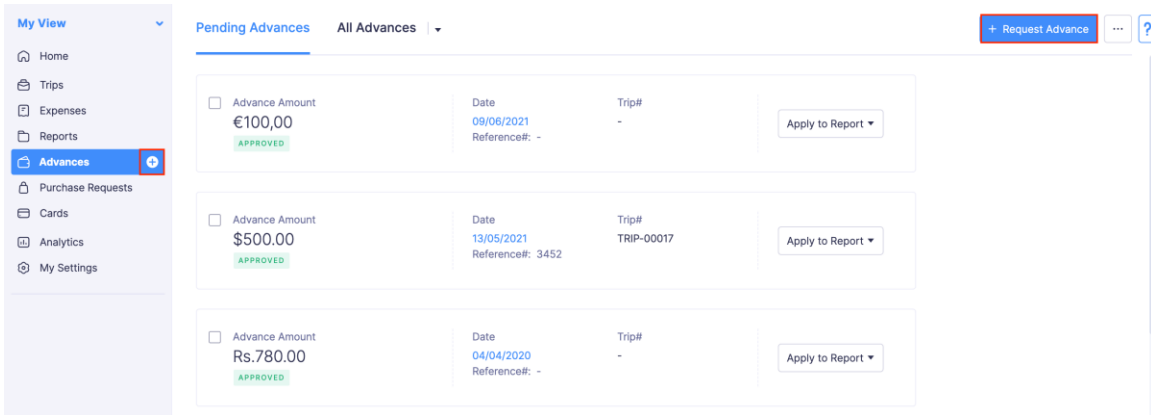 My View
Home
Trips
Expenses
Reports
Advances
Purchase Requests
Cards
Analytics
My Settings
Pending Advances All Advances
+ Request Advance ... ?
Advance Amount Date Trip#
€100,00 09/06/2021 -
APPROVED Reference#: - Apply to Report
Advance Amount Date Trip#
$500.00 13/05/2021 TRIP-00017
APPROVED Reference#: 3452 Apply to Report
Advance Amount Date Trip#
Rs.780.00 04/04/2020 -
APPROVED Reference#: - Apply to Report